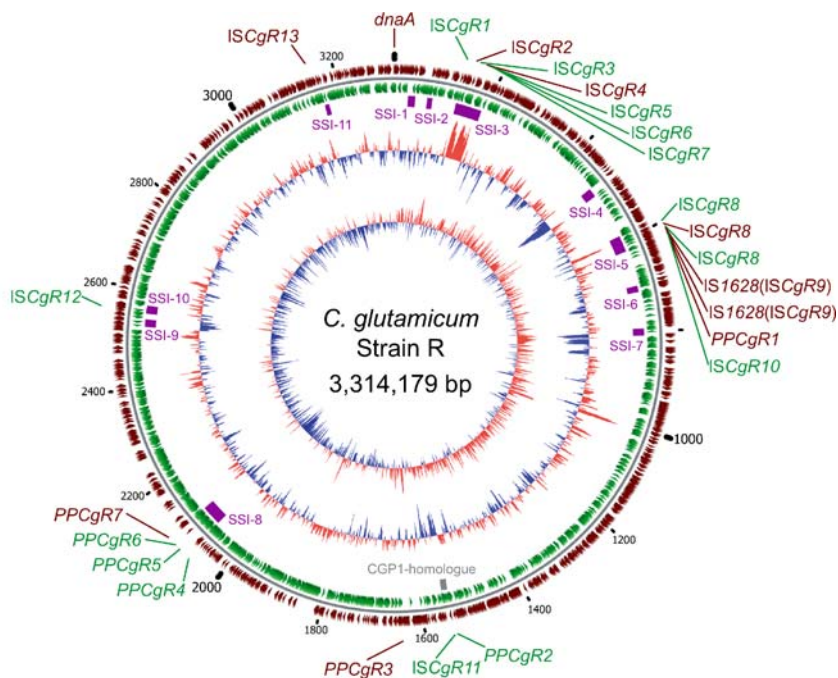 dnaA
ISCgR1
ISCgR2
ISCgR3
ISCgR4
ISCgR5
ISCgR6
ISCgR7
ISCgR13
3200
3000
2800
2600
2400
2200
2000
1800
1600
1400
1200
1000
SSI-11
SSI-1
SSI-2
SSI-3
SSI-4
SSI-5
SSI-6
SSI-7
SSI-10
SSI-9
SSI-8
ISCgR8
ISCgR8
ISCgR8
IS1628(ISCgR9)
IS1628(ISCgR9)
PPCgR1
ISCgR10
ISCgR12
C. glutamicum
Strain R
3,314,179 bp
CGP1-homologue
PPCgR7
PPCgR6
PPCgR5
PPCgR4
PPCgR3
ISCgR11
PPCgR2